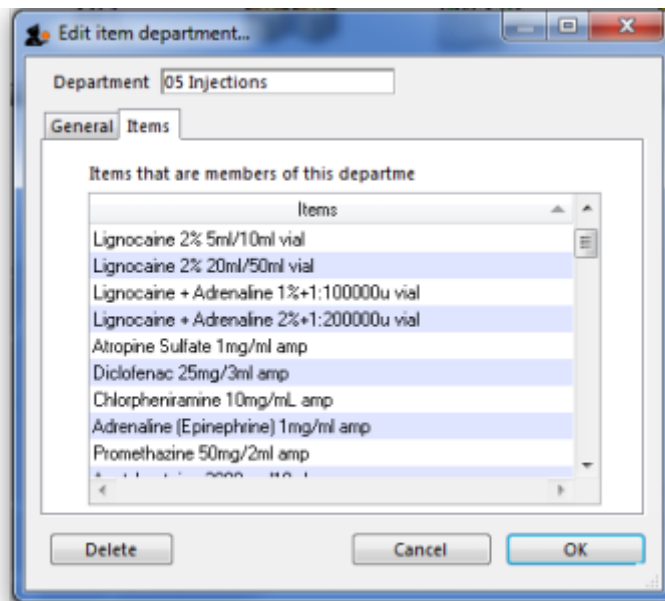 Edit item department...
Department 05 Injections
General Items
Items that are members of this departme
Items
Lignocaine 2% 5ml/10ml vial
Lignocaine 2% 20ml/50ml vial
Lignocaine + Adrenaline 1%+1:100000u vial
Lignocaine + Adrenaline 2%+1:200000u vial
Atropine Sulfate 1mg/ml amp
Diclofenac 25mg/3ml amp
Chlorpheniramine 10mg/mL amp
Adrenaline (Epinephrine) 1mg/ml amp
Promethazine 50mg/2ml amp
Delete Cancel OK